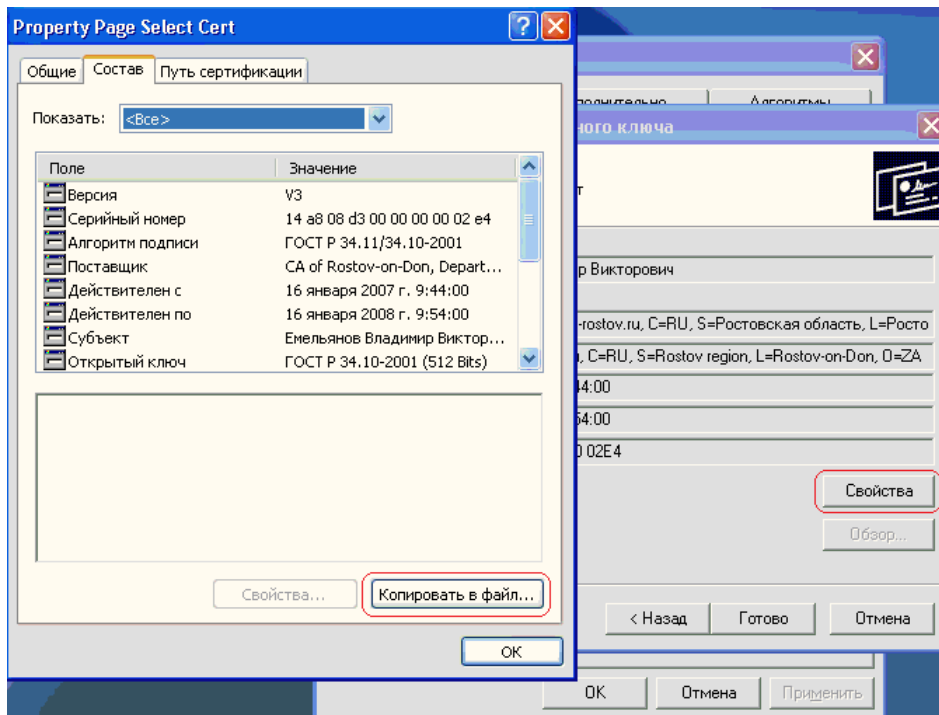 Property Page Select Cert
Общие Состав Путь сертификации
Показать: <Все>
Поле Значение
Версия V3
Серийный номер 14 a8 08 d3 00 00 00 00 02 e4
Алгоритм подписи ГОСТ Р 34.11/34.10-2001
Поставщик CA of Rostov-on-Don, Depart...
Действителен с 16 января 2007 г. 9:44:00
Действителен по 16 января 2008 г. 9:54:00
Субъект Емельянов Владимир Виктор...
Открытый ключ ГОСТ Р 34.10-2001 (512 Bits)
Свойства... Копировать в файл...
ОК
Алгоритмы
ного ключа
т
р Викторович
-rostov.ru, C=RU, S=Ростовская область, L=Росто
, C=RU, S=Rostov region, L=Rostov-on-Don, O=ZA
44:00
54:00
0 02E4
Свойства
Обзор...
< Назад Готово Отмена
ОК Отмена Применить